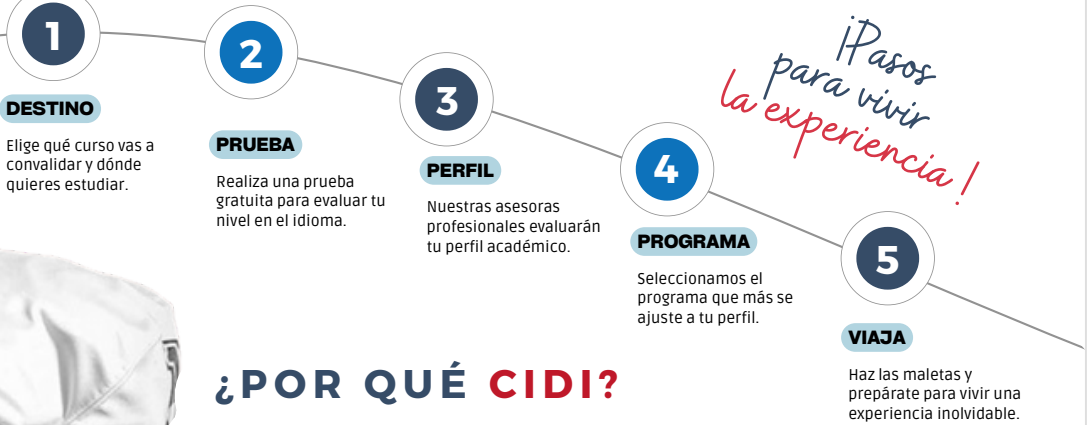 ¡Pasos
para vivir
la experiencia!
1
DESTINO
Elige qué curso vas a
convalidar y dónde
quieres estudiar.
2
PRUEBA
Realiza una prueba
gratuita para evaluar tu
nivel en el idioma.
3
PERFIL
Nuestras asesoras
profesionales evaluarán
tu perfil académico.
4
PROGRAMA
Seleccionamos el
programa que más se
ajuste a tu perfil.
5
VIAJA
Haz las maletas y
prepárate para vivir una
experiencia inolvidable.
¿POR QUÉ CIDI?